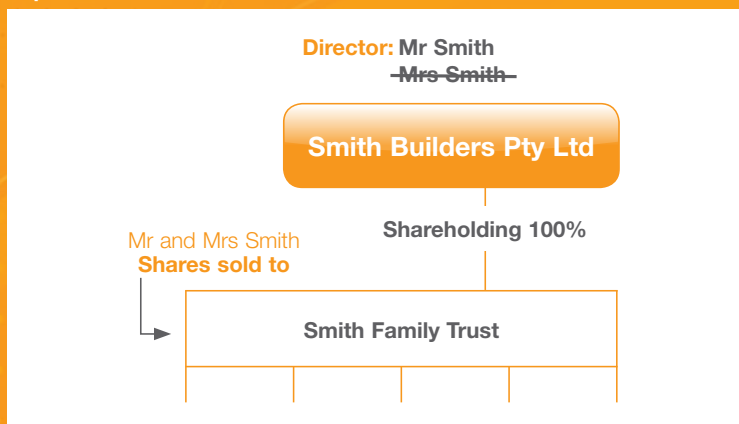 Director: Mr Smith
Mrs Smith
Smith Builders Pty Ltd
Shareholding 100%
Mr and Mrs Smith
Shares sold to
Smith Family Trust